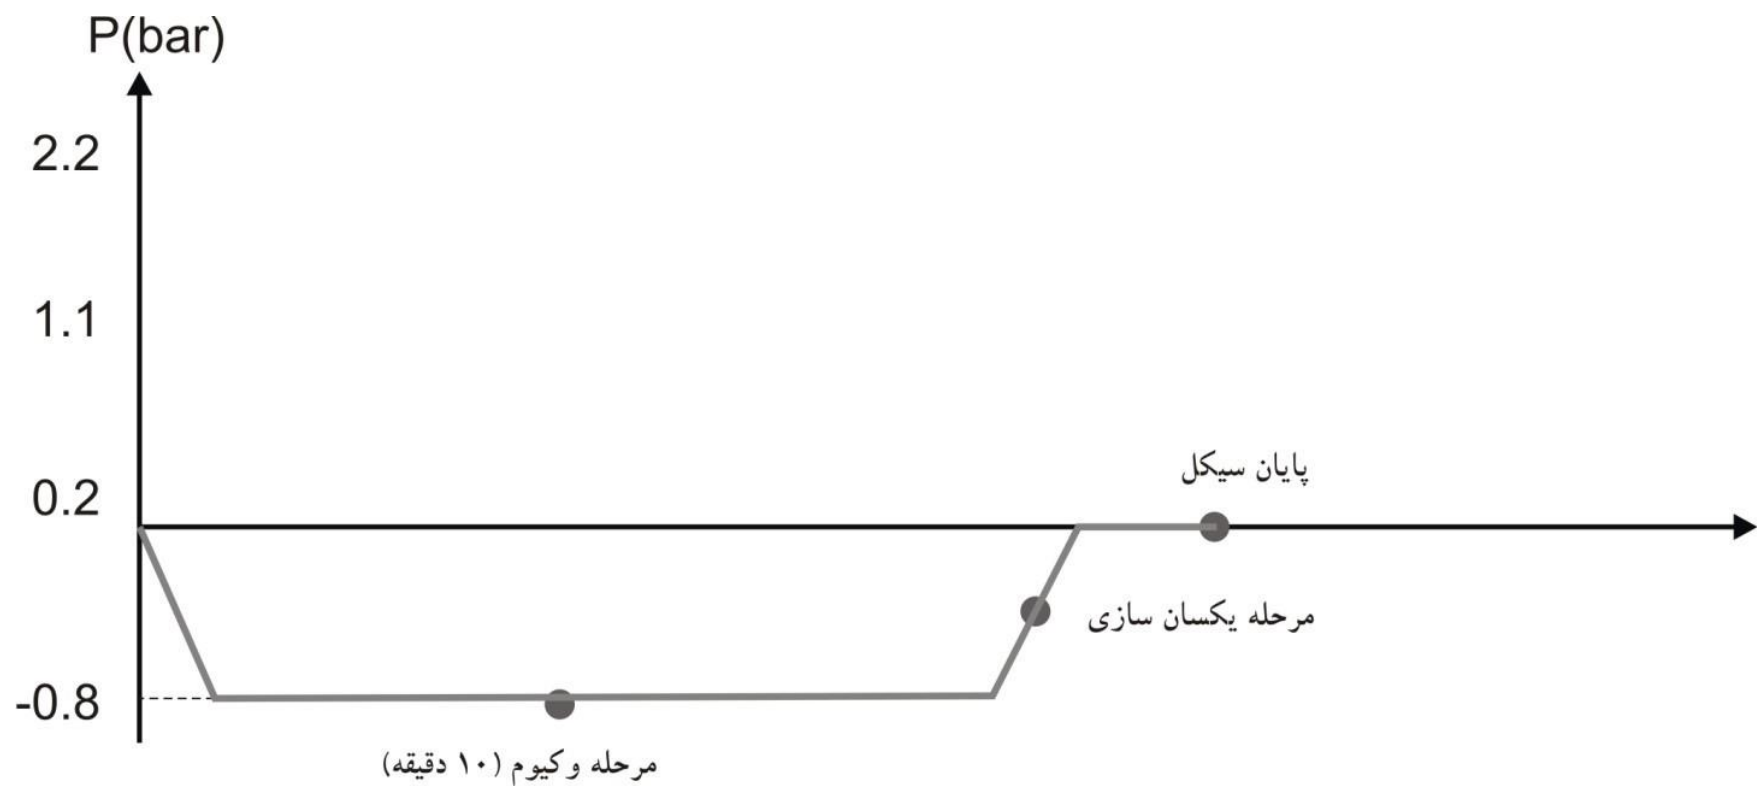 P(bar)
2.2
1.1
0.2
پایان سیکل
مرحله یکسان سازی
-0.8
مرحله وکیوم (۱۰ دقیقه)